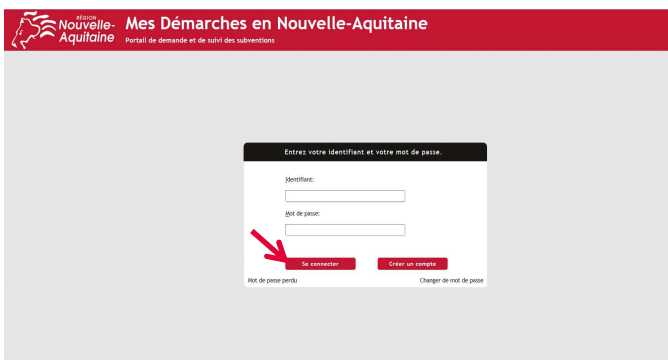 RÉGION
Nouvelle-
Aquitaine
Mes Démarches en Nouvelle-Aquitaine
Portail de demande et de suivi des subventions
Entrez votre identifiant et votre mot de passe.
Identifiant:
Mot de passe:
Se connecter
Créer un compte
Mot de passe perdu
Changer de mot de passe